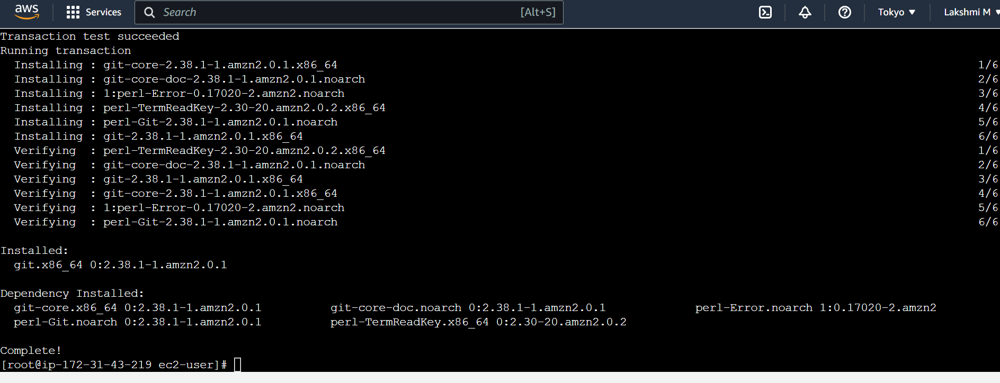 aws Services Search [Alt+S] Tokyo Lakshmi M
Transaction test succeeded
Running transaction
Installing : git-core-2.38.1-1.amzn2.0.1.x86_64 1/6
Installing : git-core-doc-2.38.1-1.amzn2.0.1.noarch 2/6
Installing : 1:perl-Error-0.17020-2.amzn2.noarch 3/6
Installing : perl-TermReadKey-2.30-20.amzn2.0.2.x86_64 4/6
Installing : perl-Git-2.38.1-1.amzn2.0.1.noarch 5/6
Installing : git-2.38.1-1.amzn2.0.1.x86_64 6/6
Verifying : perl-TermReadKey-2.30-20.amzn2.0.2.x86_64 1/6
Verifying : git-core-doc-2.38.1-1.amzn2.0.1.noarch 2/6
Verifying : git-2.38.1-1.amzn2.0.1.x86_64 3/6
Verifying : git-core-2.38.1-1.amzn2.0.1.x86_64 4/6
Verifying : 1:perl-Error-0.17020-2.amzn2.noarch 5/6
Verifying : perl-Git-2.38.1-1.amzn2.0.1.noarch 6/6
Installed:
git.x86_64 0:2.38.1-1.amzn2.0.1
Dependency Installed:
git-core.x86_64 0:2.38.1-1.amzn2.0.1 git-core-doc.noarch 0:2.38.1-1.amzn2.0.1 perl-Error.noarch 1:0.17020-2.amzn2
perl-Git.noarch 0:2.38.1-1.amzn2.0.1 perl-TermReadKey.x86_64 0:2.30-20.amzn2.0.2
Complete!
[root@ip-172-31-43-219 ec2-user]#